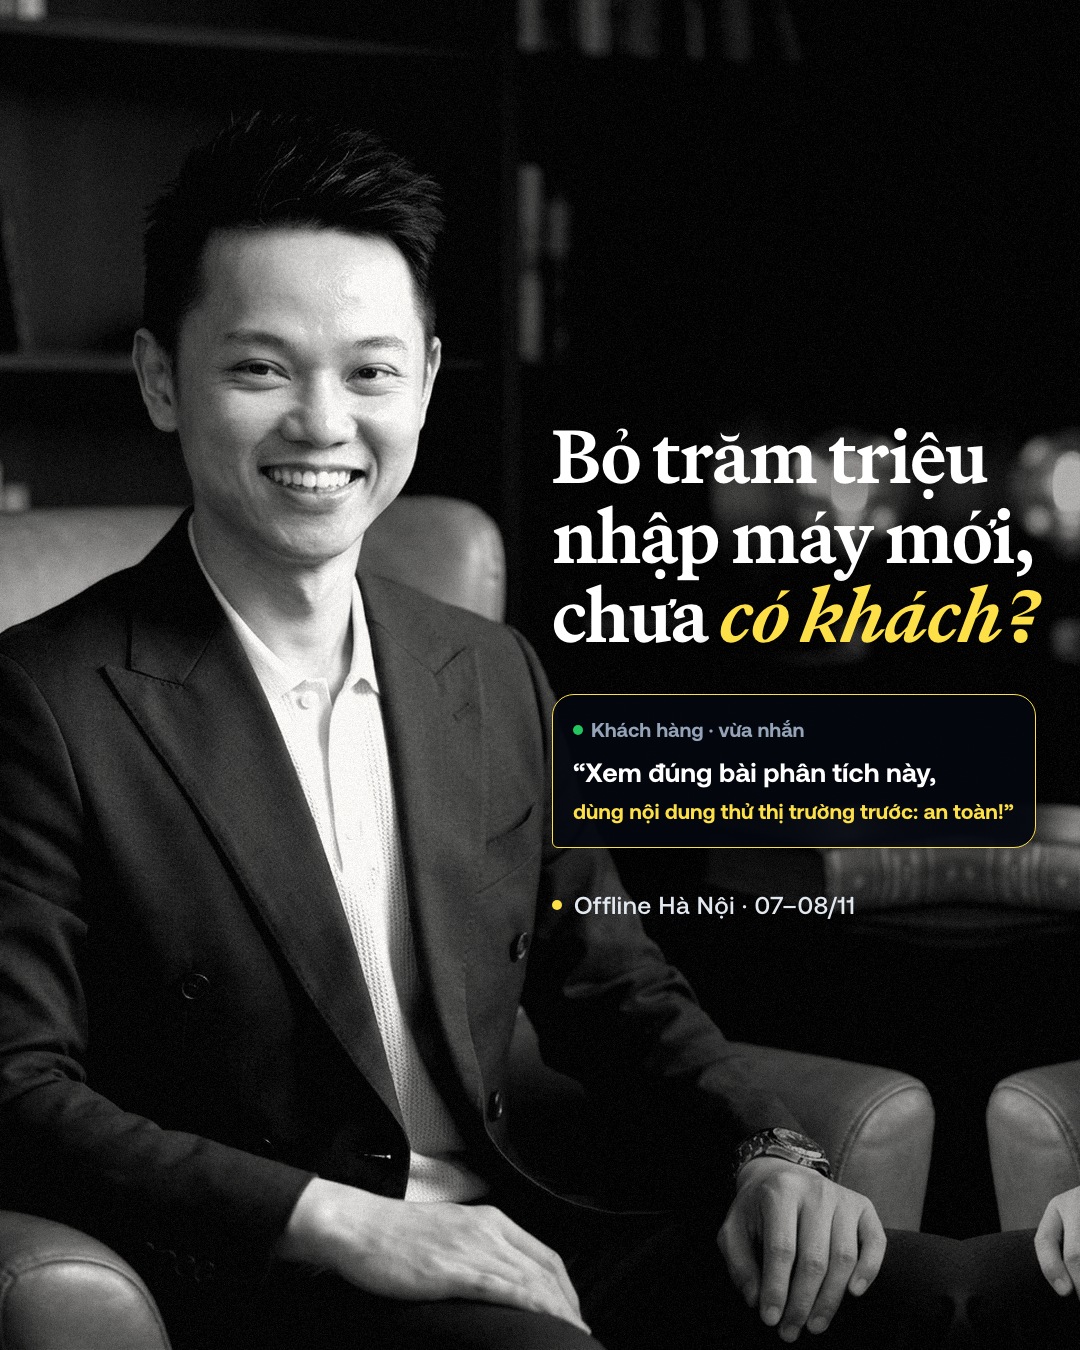 Bỏ trăm triệu
nhập máy mới,
chưa có khách?
Khách hàng · vừa nhắn
“Xem đúng bài phân tích này,
dùng nội dung thử thị trường trước: an toàn!”
Offline Hà Nội · 07–08/11